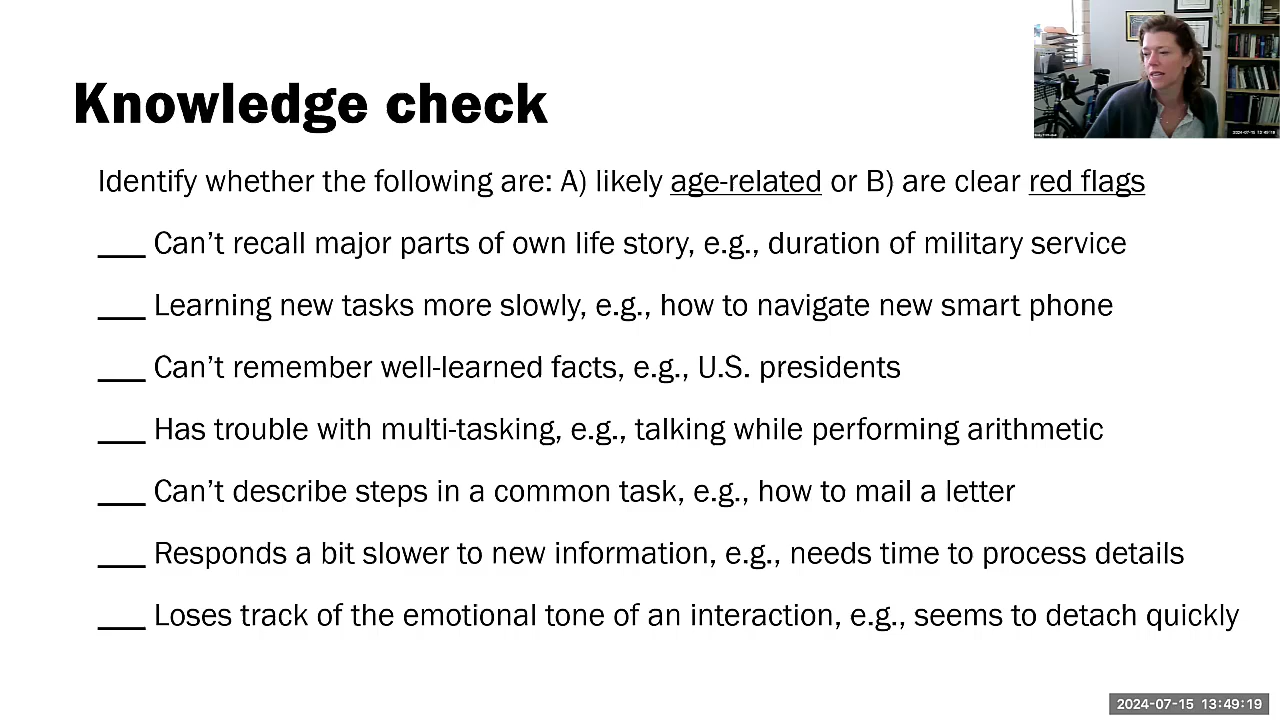 Knowledge check
Identify whether the following are: A) likely age-related or B) are clear red flags
___ Can't recall major parts of own life story, e.g., duration of military service
___ Learning new tasks more slowly, e.g., how to navigate new smart phone
___ Can't remember well-learned facts, e.g., U.S. presidents
___ Has trouble with multi-tasking, e.g., talking while performing arithmetic
___ Can't describe steps in a common task, e.g., how to mail a letter
___ Responds a bit slower to new information, e.g., needs time to process details
___ Loses track of the emotional tone of an interaction, e.g., seems to detach quickly
2024-07-15 13:49:19